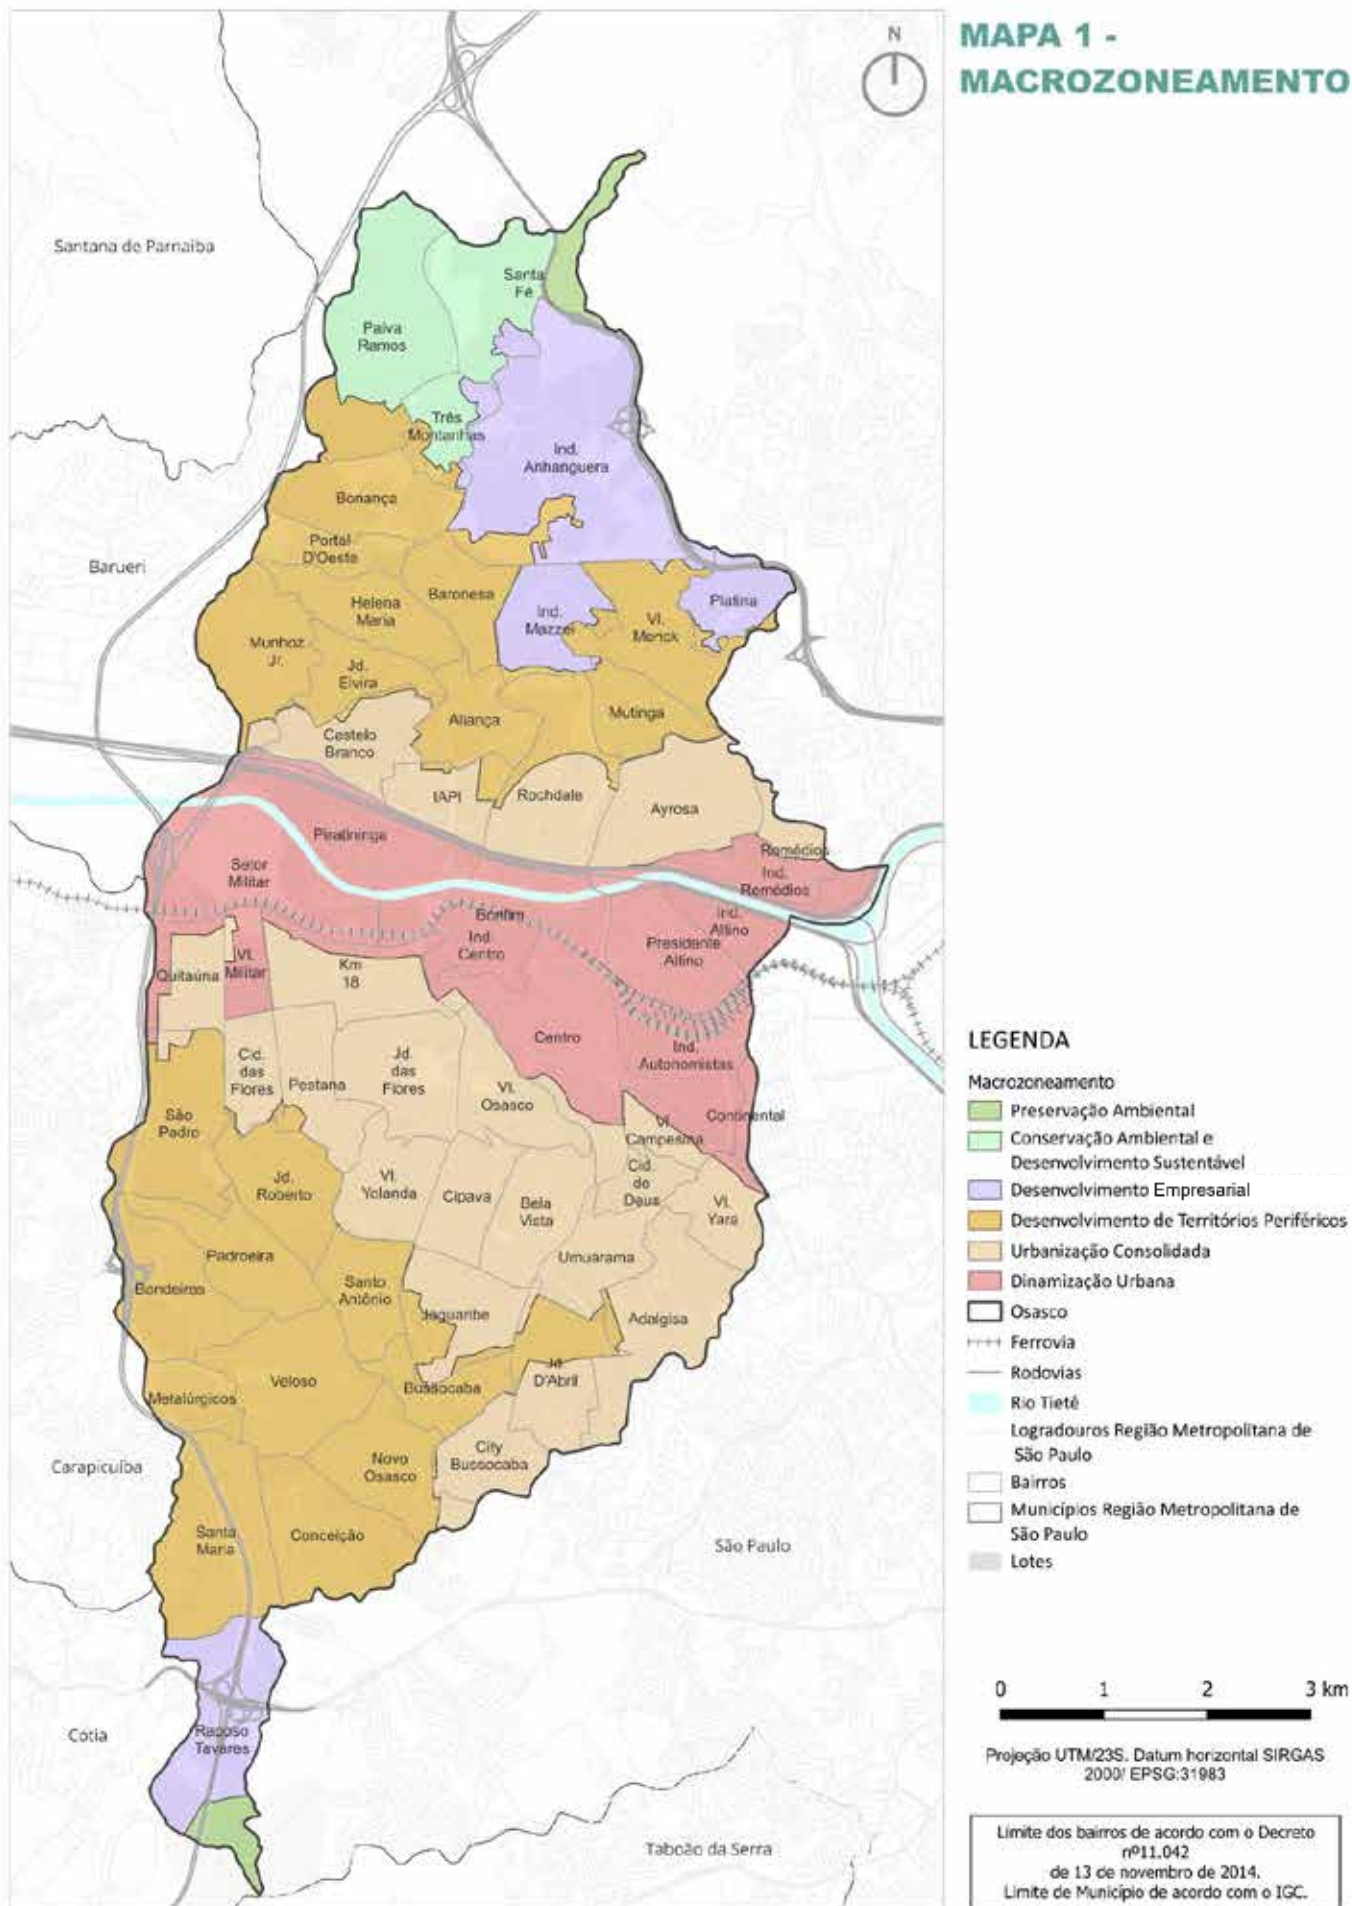 MAPA 1 -
MACROZONEAMENTO
N
Santana de Parnaíba
Santa
Fé
Paiva
Ramos
Três
Montanhas
Ind.
Anhanguera
Bonança
Portal
D'Oeste
Barueri
Baronesa
Helena
Maria
Ind.
Mazzei
Platina
Vl.
Menck
Munhoz
Jr.
Jd.
Elvira
Aliança
Mutinga
Castelo
Branco
IAPI
Rochdale
Ayrosa
Piratininga
Remédios
Setor
Militar
Ind.
Remédios
Bonfim
Ind.
Altino
Ind.
Centro
Presidente
Altino
Quitaúna
Vl.
Militar
Km
18
Centro
Ind.
Autonomistas
Cid.
das
Flores
Pestana
Jd.
das
Flores
Vl.
Osasco
São
Pedro
Vl.
Campesina
Continental
Jd.
Roberto
Vl.
Yolanda
Cipava
Bela
Vista
Cid.
de
Deus
Vl.
Yara
Padroeira
Umuarama
Bandeiras
Santo
Antônio
Jaguaribe
Adalgisa
Veloso
Bussocaba
Jd.
D'Abril
Metalúrgicos
City
Bussocaba
Novo
Osasco
Carapicuíba
Santa
Maria
Conceição
São Paulo
Raposo
Tavares
Cotia
Taboão da Serra
LEGENDA
Macrozoneamento
Preservação Ambiental
Conservação Ambiental e
Desenvolvimento Sustentável
Desenvolvimento Empresarial
Desenvolvimento de Territórios Periféricos
Urbanização Consolidada
Dinamização Urbana
Osasco
Ferrovia
Rodovias
Rio Tietê
Logradouros Região Metropolitana de
São Paulo
Bairros
Municípios Região Metropolitana de
São Paulo
Lotes
0 1 2 3 km
Projeção UTM/23S. Datum horizontal SIRGAS
2000/ EPSG:31983
Limite dos bairros de acordo com o Decreto
nº11.042
de 13 de novembro de 2014.
Limite de Município de acordo com o IGC.